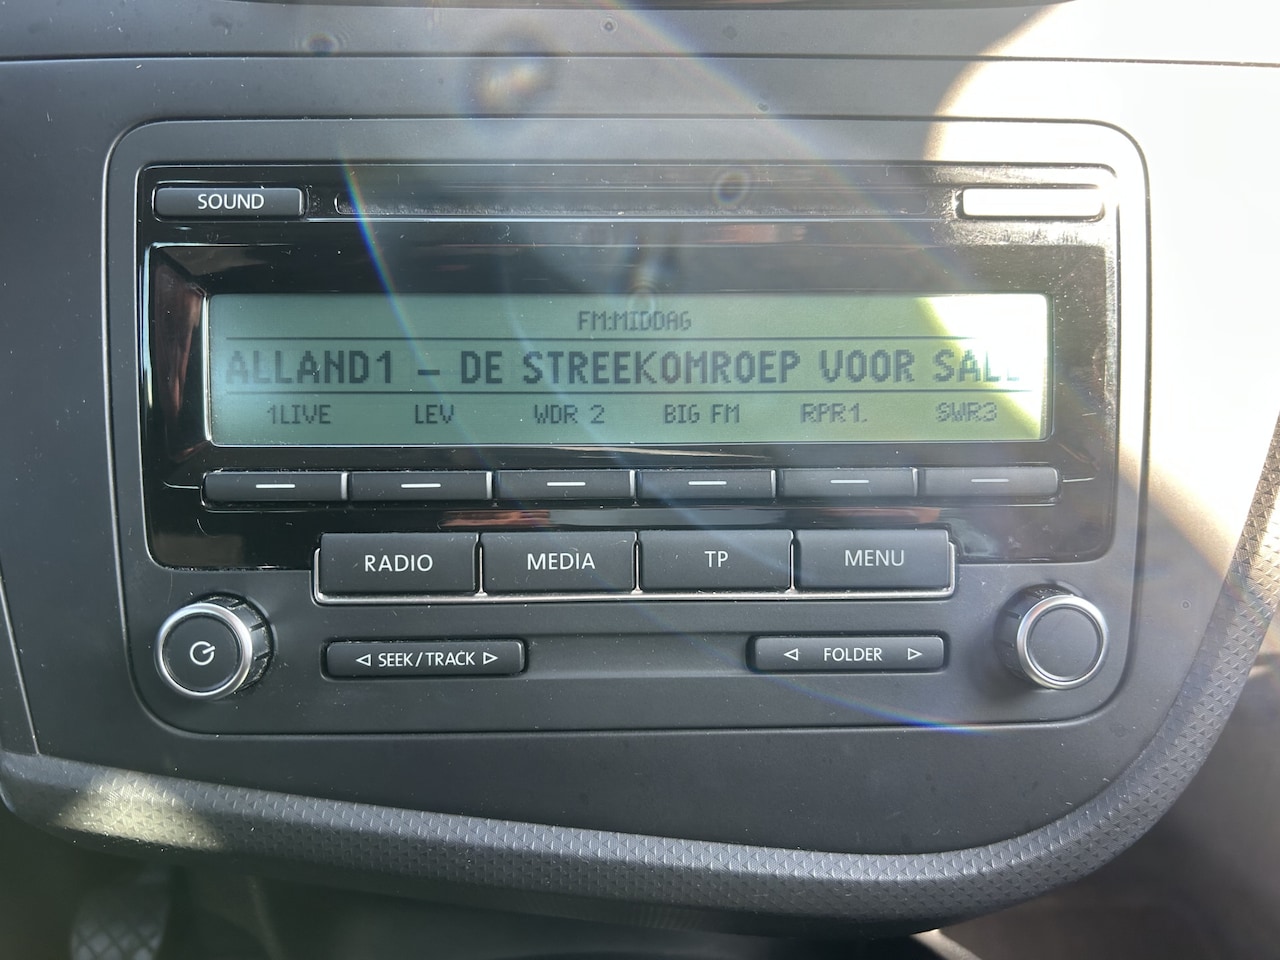 SOUND
FM:MIDDAG
ALLAND1 - DE STREEKOMROEP VOOR SALL
1LIVE LEV WDR 2 BIG FM RPR1. SWR3
RADIO MEDIA TP MENU
◁ SEEK/TRACK ▷ ◁ FOLDER ▷